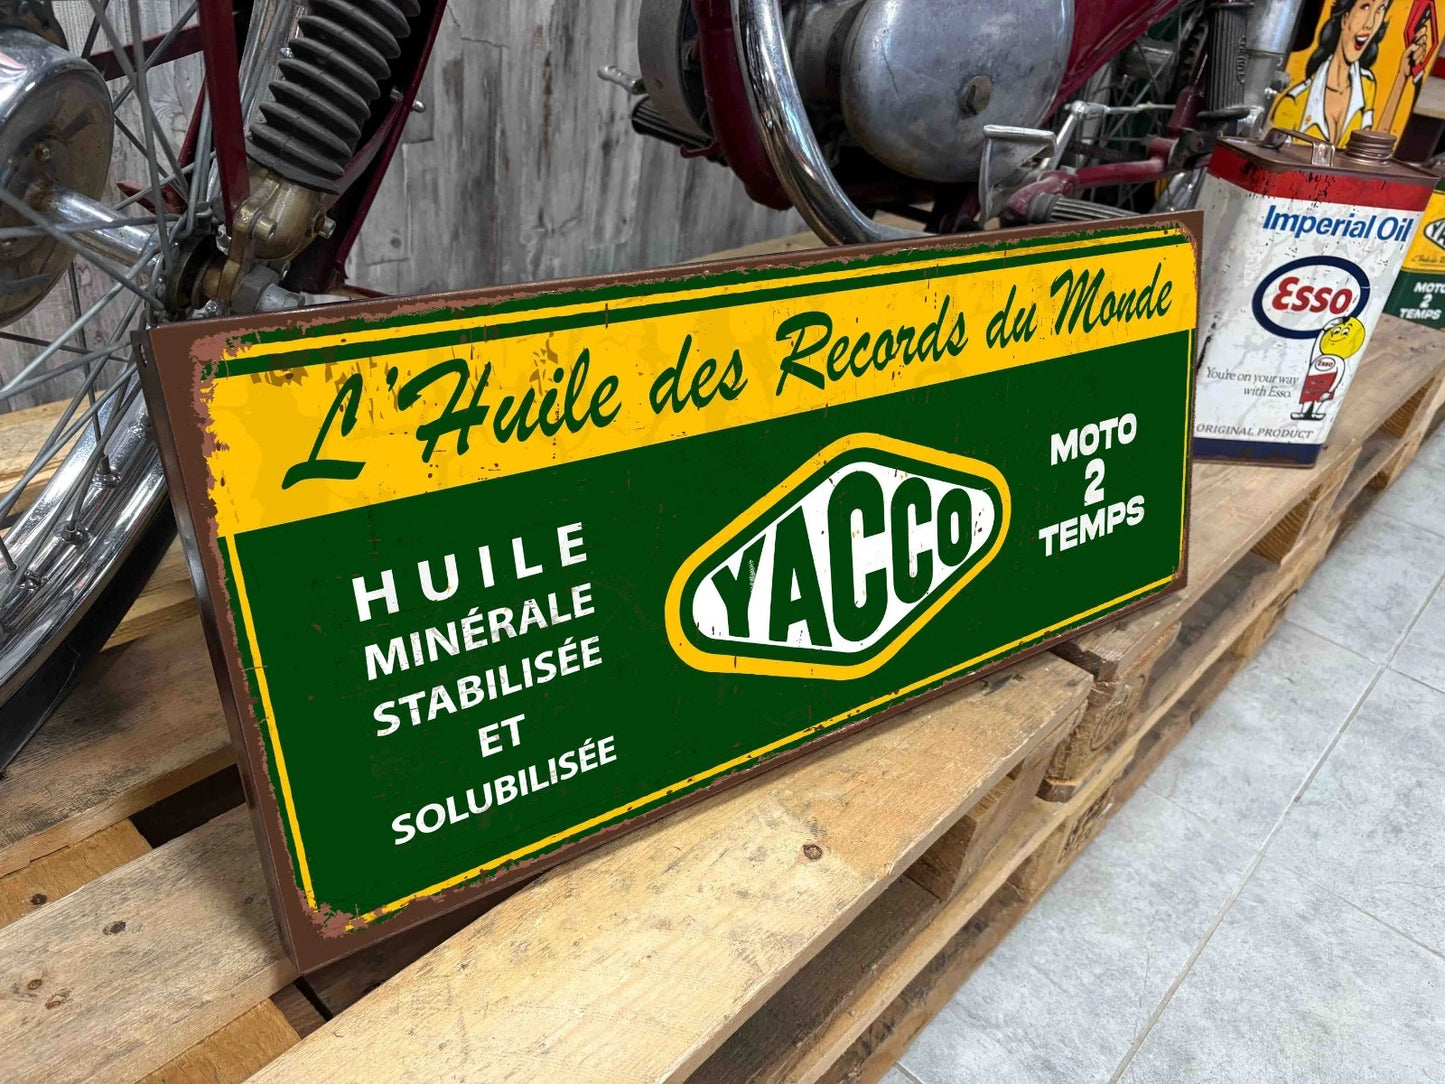 L'Huile des Records du Monde
HUILE
MINÉRALE
STABILISÉE
ET
SOLUBILISÉE
YACCO
MOTO
2
TEMPS
Imperial Oil
Esso
Esso
You're on your way
with Esso.
ORIGINAL PRODUCT
MOTO
2
TEMPS